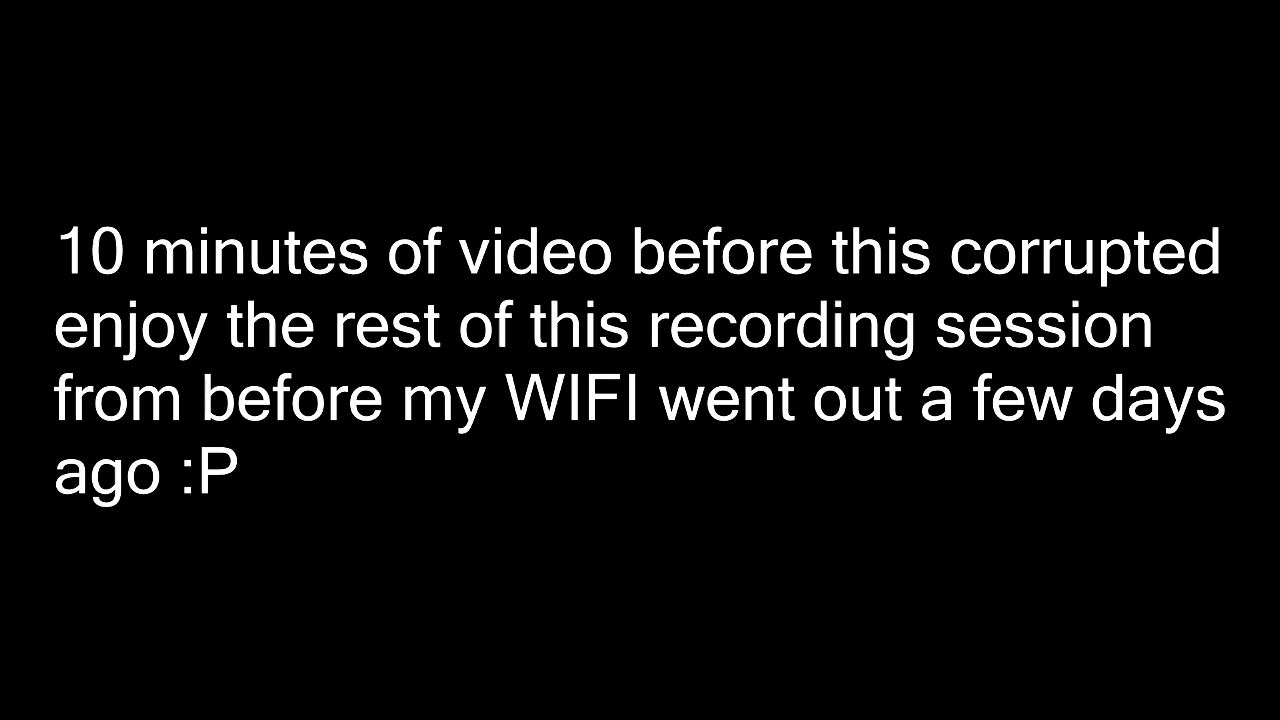 10 minutes of video before this corrupted
enjoy the rest of this recording session
from before my WIFI went out a few days
ago :P